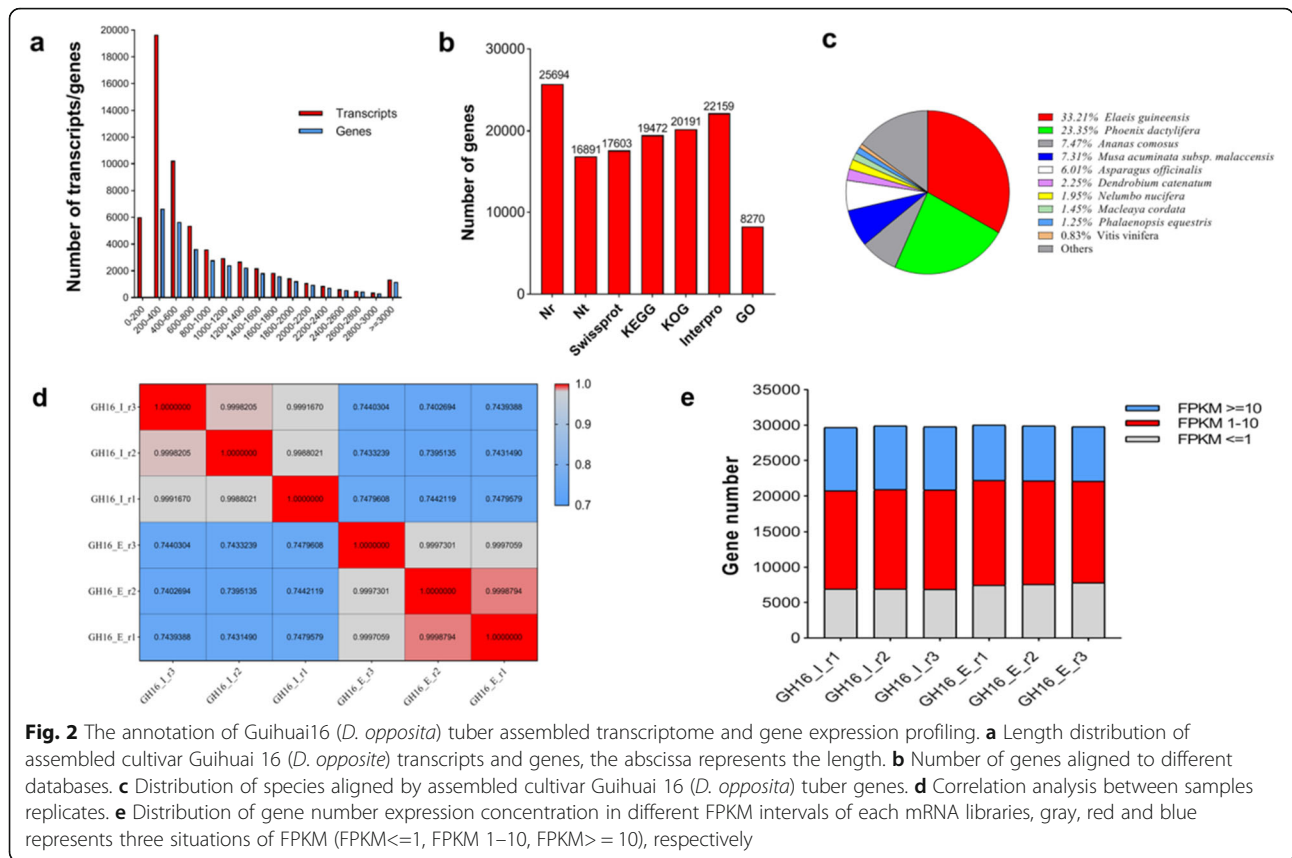 a
Number of transcripts/genes
20000
18000
16000
14000
12000
10000
8000
6000
4000
2000
0
Transcripts
Genes
0-200
200-400
400-600
600-800
800-1000
1000-1200
1200-1400
1400-1600
1600-1800
1800-2000
2000-2200
2200-2400
2400-2600
2600-2800
2800-3000
>=3000
b
Number of genes
30000
20000
10000
0
25694
16891
17603
19472
20191
22159
8270
Nr
Nt
Swissprot
KEGG
KOG
Interpro
GO
c
33.21% Elaeis guineensis
23.35% Phoenix dactylifera
7.47% Ananas comosus
7.31% Musa acuminata subsp. malaccensis
6.01% Asparagus officinalis
2.25% Dendrobium catenatum
1.95% Nelumbo nucifera
1.45% Macleaya cordata
1.25% Phalaenopsis equestris
0.83% Vitis vinifera
Others
d
GH16_I_r3 1.0000000 0.9998205 0.9991670 0.7440304 0.7402694 0.7439388
GH16_I_r2 0.9998205 1.0000000 0.9988021 0.7433239 0.7395135 0.7431490
GH16_I_r1 0.9991670 0.9988021 1.0000000 0.7479608 0.7442119 0.7479579
GH16_E_r3 0.7440304 0.7433239 0.7479608 1.0000000 0.9997301 0.9997059
GH16_E_r2 0.7402694 0.7395135 0.7442119 0.9997301 1.0000000 0.9998794
GH16_E_r1 0.7439388 0.7431490 0.7479579 0.9997059 0.9998794 1.0000000
GH16_I_r3
GH16_I_r2
GH16_I_r1
GH16_E_r3
GH16_E_r2
GH16_E_r1
1.0
0.9
0.8
0.7
e
Gene number
35000
30000
25000
20000
15000
10000
5000
0
FPKM >=10
FPKM 1-10
FPKM <=1
GH16_I_r1
GH16_I_r2
GH16_I_r3
GH16_E_r1
GH16_E_r2
GH16_E_r3
Fig. 2 The annotation of Guihuai16 (D. opposita) tuber assembled transcriptome and gene expression profiling. a Length distribution of
assembled cultivar Guihuai 16 (D. opposite) transcripts and genes, the abscissa represents the length. b Number of genes aligned to different
databases. c Distribution of species aligned by assembled cultivar Guihuai 16 (D. opposita) tuber genes. d Correlation analysis between samples
replicates. e Distribution of gene number expression concentration in different FPKM intervals of each mRNA libraries, gray, red and blue
represents three situations of FPKM (FPKM<=1, FPKM 1–10, FPKM> = 10), respectively